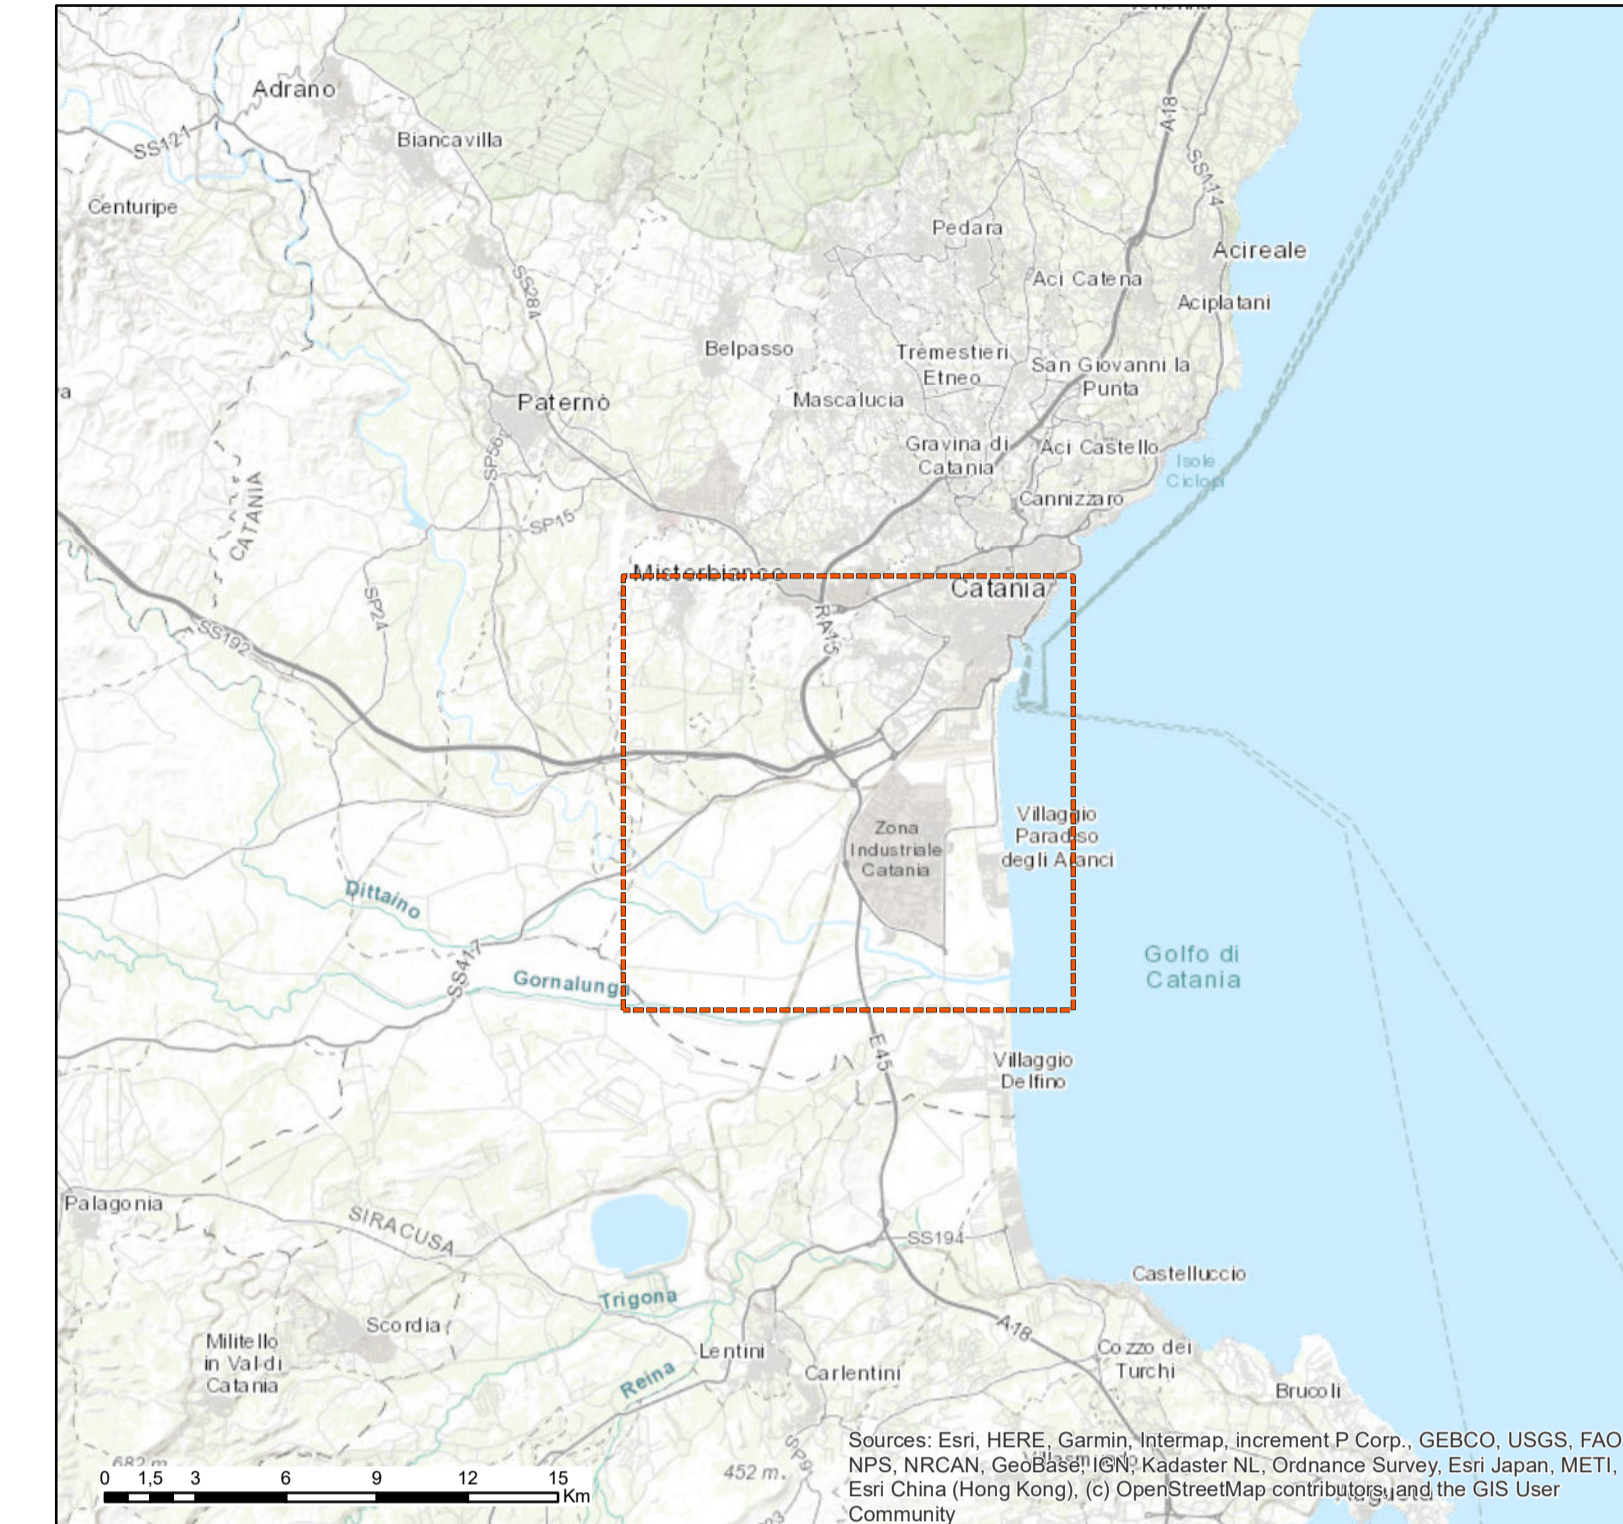 Adrano
A18
SS121
Biancavilla
SS114
Centuripe
Pedara
Acireale
Aci Catena
SS284
Aciplatani
Belpasso
Tremestieri
Etneo
San Giovanni la
Punta
Paternò
Mascalucia
Gravina di
Catania
Aci Castello
SP56
Isole
Ciclopi
Cannizzaro
CATANIA
SP15
Misterbianco
Catania
SP24
RA15
SS192
Villaggio
Paradiso
degli Aranci
Zona
Industriale
Catania
Dittaino
SS417
Golfo di
Catania
Gornalunga
E45
Villaggio
Delfino
Palagonia
SIRACUSA
SS194
Castelluccio
Trigona
A18
Scordia
Militello
in Val di
Catania
Lentini
Cozzo dei
Turchi
Reina
Carlentini
Brucoli
SP9
682 m
452 m.
0 1,5 3 6 9 12 15
Km
Sources: Esri, HERE, Garmin, Intermap, increment P Corp., GEBCO, USGS, FAO
NPS, NRCAN, GeoBase, IGN, Kadaster NL, Ordnance Survey, Esri Japan, METI,
Esri China (Hong Kong), (c) OpenStreetMap contributors, and the GIS User
Community